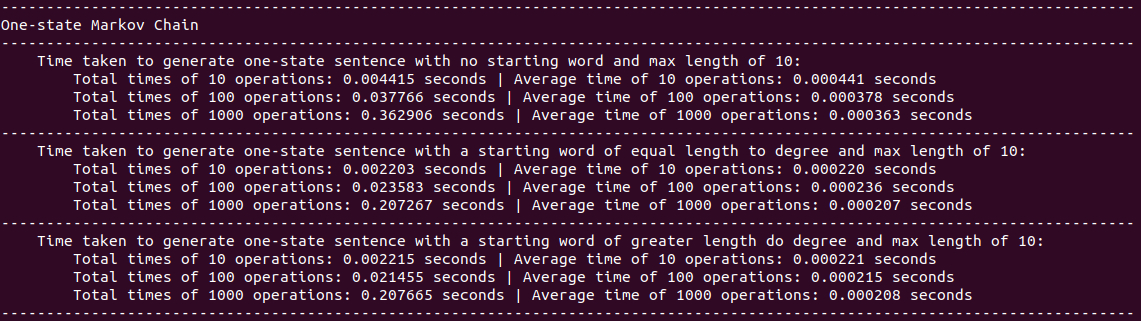 --------------------------------------------------------------------------------------------------------------------------------
One-state Markov Chain
--------------------------------------------------------------------------------------------------------------------------------
    Time taken to generate one-state sentence with no starting word and max length of 10:
        Total times of 10 operations: 0.004415 seconds | Average time of 10 operations: 0.000441 seconds
        Total times of 100 operations: 0.037766 seconds | Average time of 100 operations: 0.000378 seconds
        Total times of 1000 operations: 0.362906 seconds | Average time of 1000 operations: 0.000363 seconds
--------------------------------------------------------------------------------------------------------------------------------
    Time taken to generate one-state sentence with a starting word of equal length to degree and max length of 10:
        Total times of 10 operations: 0.002203 seconds | Average time of 10 operations: 0.000220 seconds
        Total times of 100 operations: 0.023583 seconds | Average time of 100 operations: 0.000236 seconds
        Total times of 1000 operations: 0.207267 seconds | Average time of 1000 operations: 0.000207 seconds
--------------------------------------------------------------------------------------------------------------------------------
    Time taken to generate one-state sentence with a starting word of greater length do degree and max length of 10:
        Total times of 10 operations: 0.002215 seconds | Average time of 10 operations: 0.000221 seconds
        Total times of 100 operations: 0.021455 seconds | Average time of 100 operations: 0.000215 seconds
        Total times of 1000 operations: 0.207665 seconds | Average time of 1000 operations: 0.000208 seconds
--------------------------------------------------------------------------------------------------------------------------------